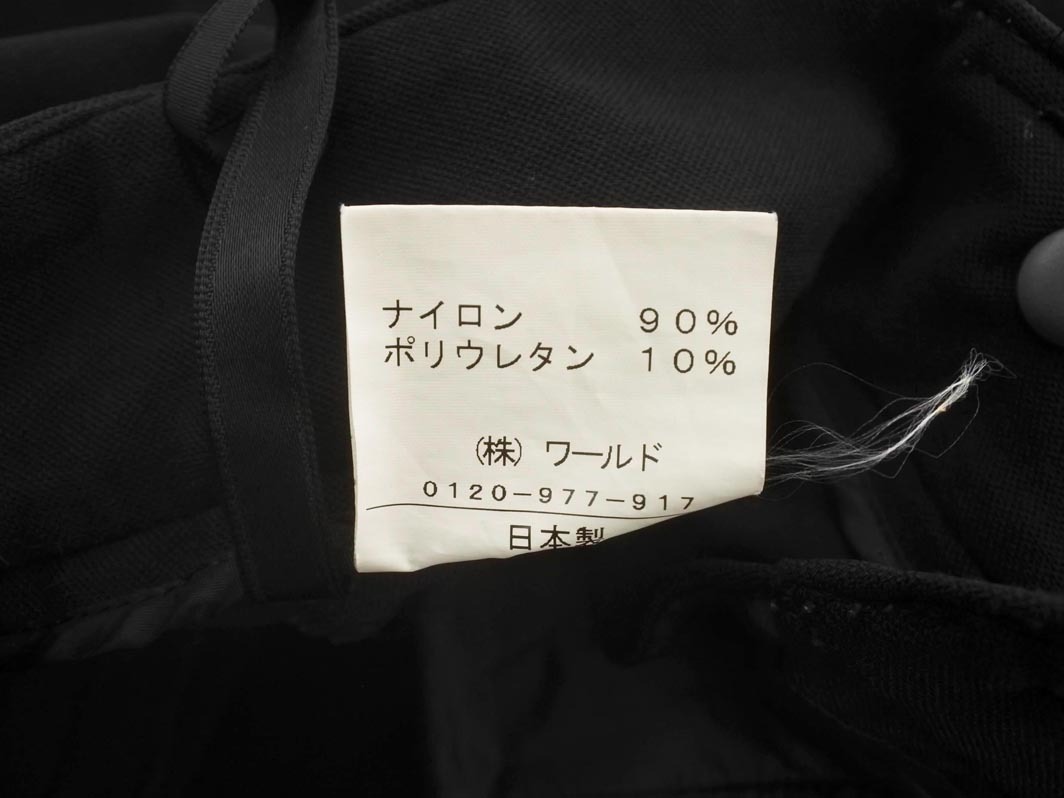 ナイロン 90%
ポリウレタン 10%
(株) ワールド
0120-977-917
日本製